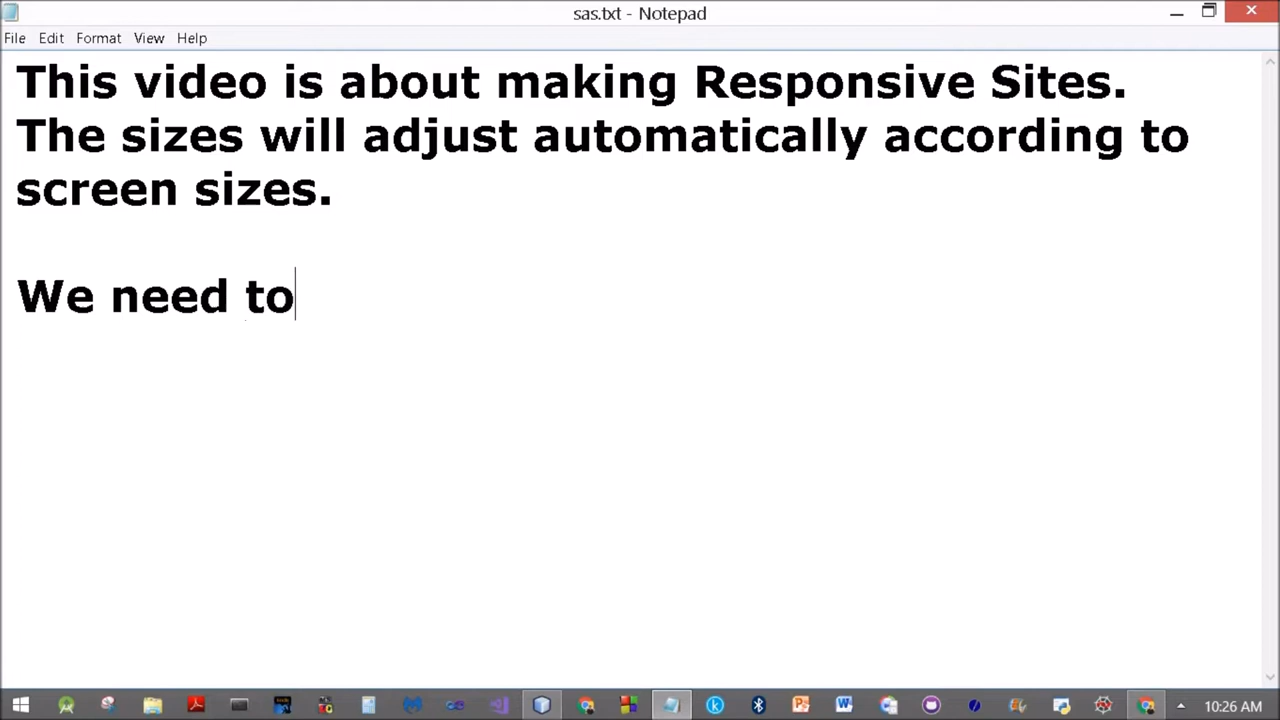 sas.txt - Notepad
File Edit Format View Help
This video is about making Responsive Sites.
The sizes will adjust automatically according to
screen sizes.
We need to
10:26 AM